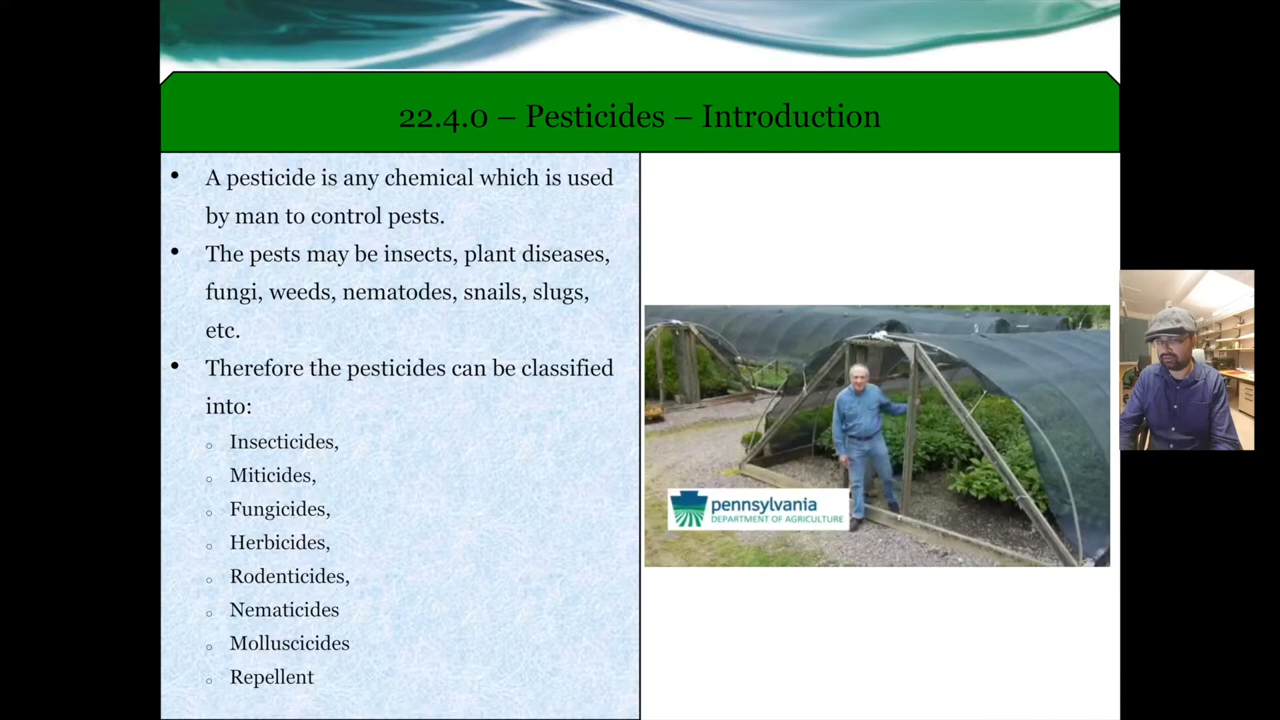 22.4.0 – Pesticides – Introduction
• A pesticide is any chemical which is used
by man to control pests.
• The pests may be insects, plant diseases,
fungi, weeds, nematodes, snails, slugs,
etc.
• Therefore the pesticides can be classified
into:
o Insecticides,
o Miticides,
o Fungicides,
o Herbicides,
o Rodenticides,
o Nematicides
o Molluscicides
o Repellent
pennsylvania
DEPARTMENT OF AGRICULTURE